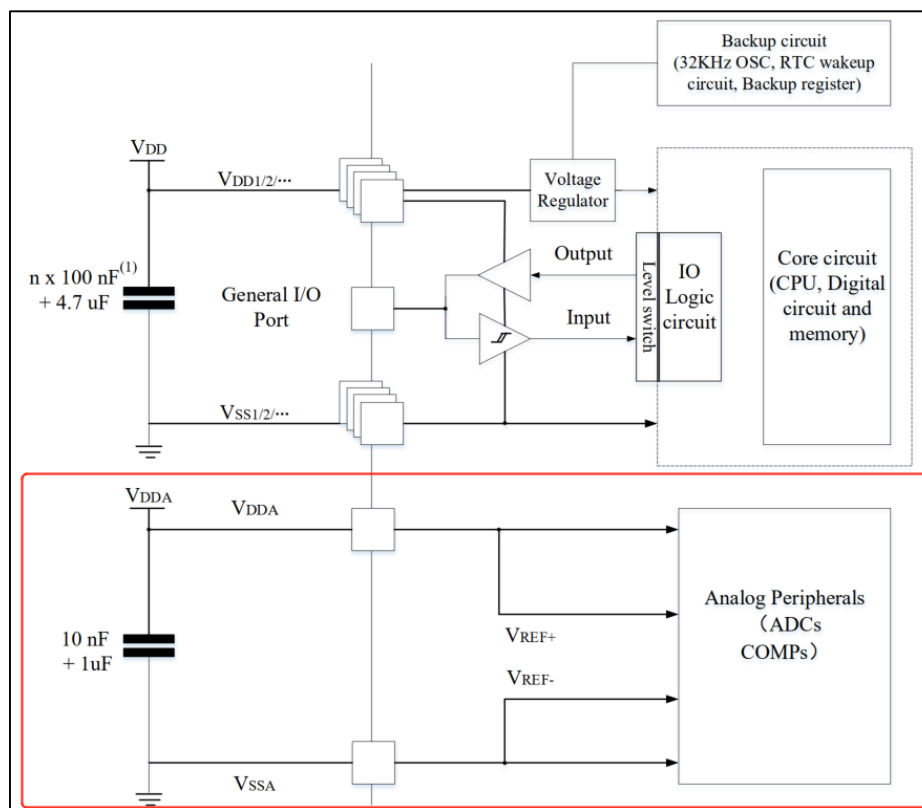 Backup circuit
(32KHz OSC, RTC wakeup
circuit, Backup register)
VDD
VDD1/2/···
Voltage
Regulator
n x 100 nF(1)
+ 4.7 uF
General I/O
Port
Output
Input
Level switch
IO
Logic
circuit
Core circuit
(CPU, Digital
circuit and
memory)
VSS1/2/···
VDDA
VDDA
10 nF
+ 1uF
VREF+
VREF-
Analog Peripherals
(ADCs
COMPs)
VSSA